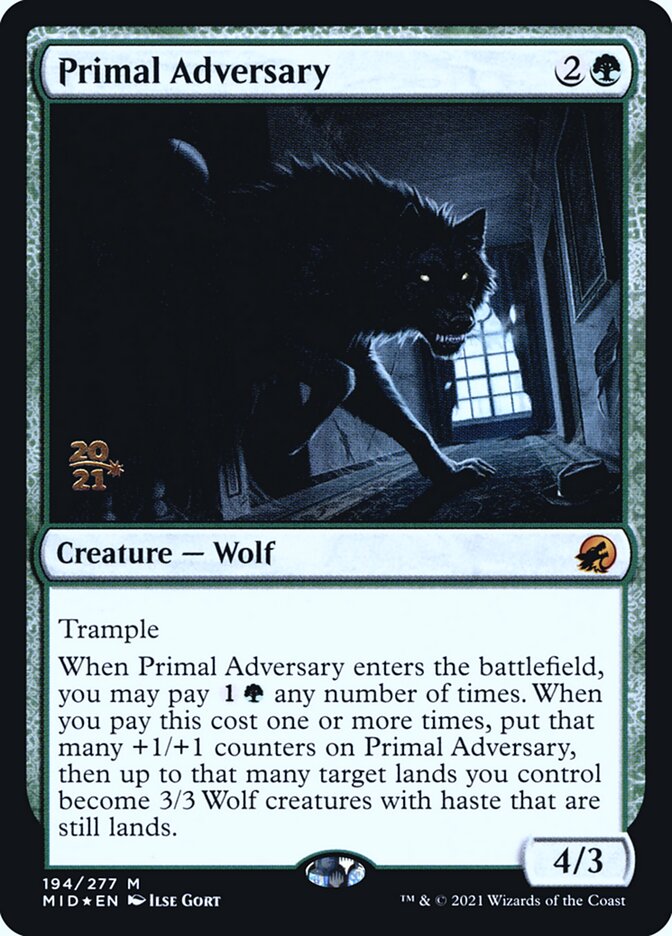 Primal Adversary 2
20
21
Creature — Wolf
Trample
When Primal Adversary enters the battlefield,
you may pay 1 any number of times. When
you pay this cost one or more times, put that
many +1/+1 counters on Primal Adversary,
then up to that many target lands you control
become 3/3 Wolf creatures with haste that are
still lands.
4/3
194/277 M
MID★EN Ilse Gort ™ & © 2021 Wizards of the Coast